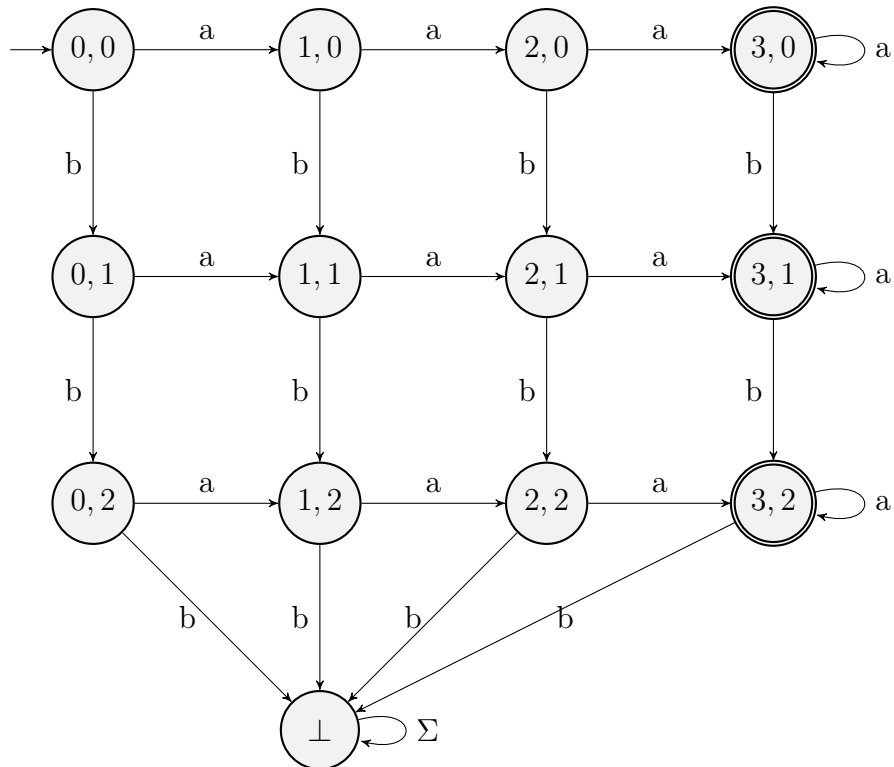 a a a
0, 0 1, 0 2, 0 3, 0 a
b b b b
a a a
0, 1 1, 1 2, 1 3, 1 a
b b b b
a a a
0, 2 1, 2 2, 2 3, 2 a
b b b b
⊥ Σ